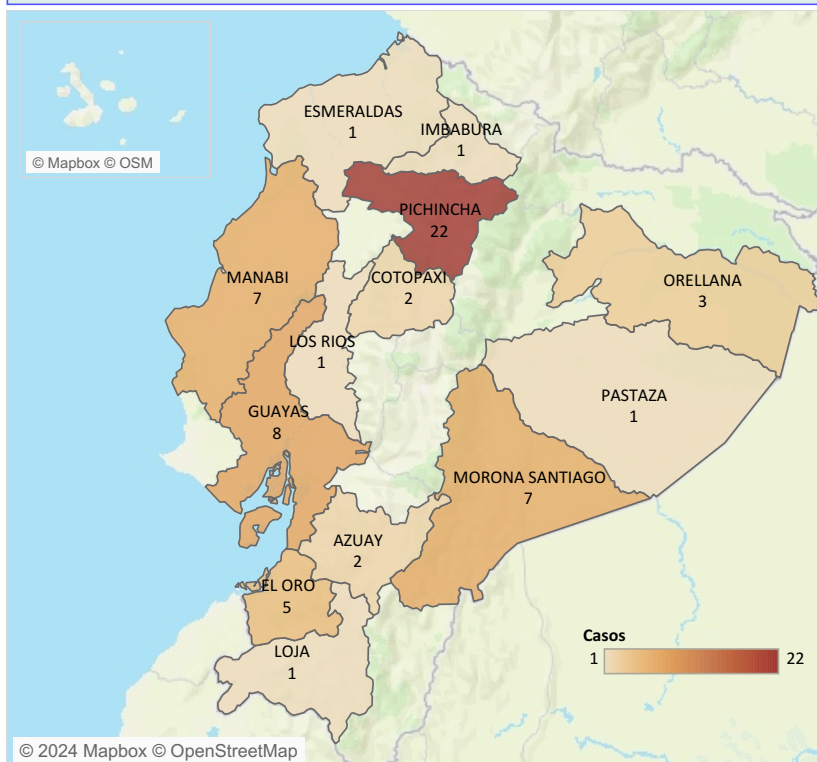 © Mapbox © OSM
ESMERALDAS
1
IMBABURA
1
PICHINCHA
22
MANABI
7
COTOPAXI
2
ORELLANA
3
LOS RIOS
1
PASTAZA
1
GUAYAS
8
MORONA SANTIAGO
7
AZUAY
2
EL ORO
5
LOJA
1
Casos
1 22
© 2024 Mapbox © OpenStreetMap